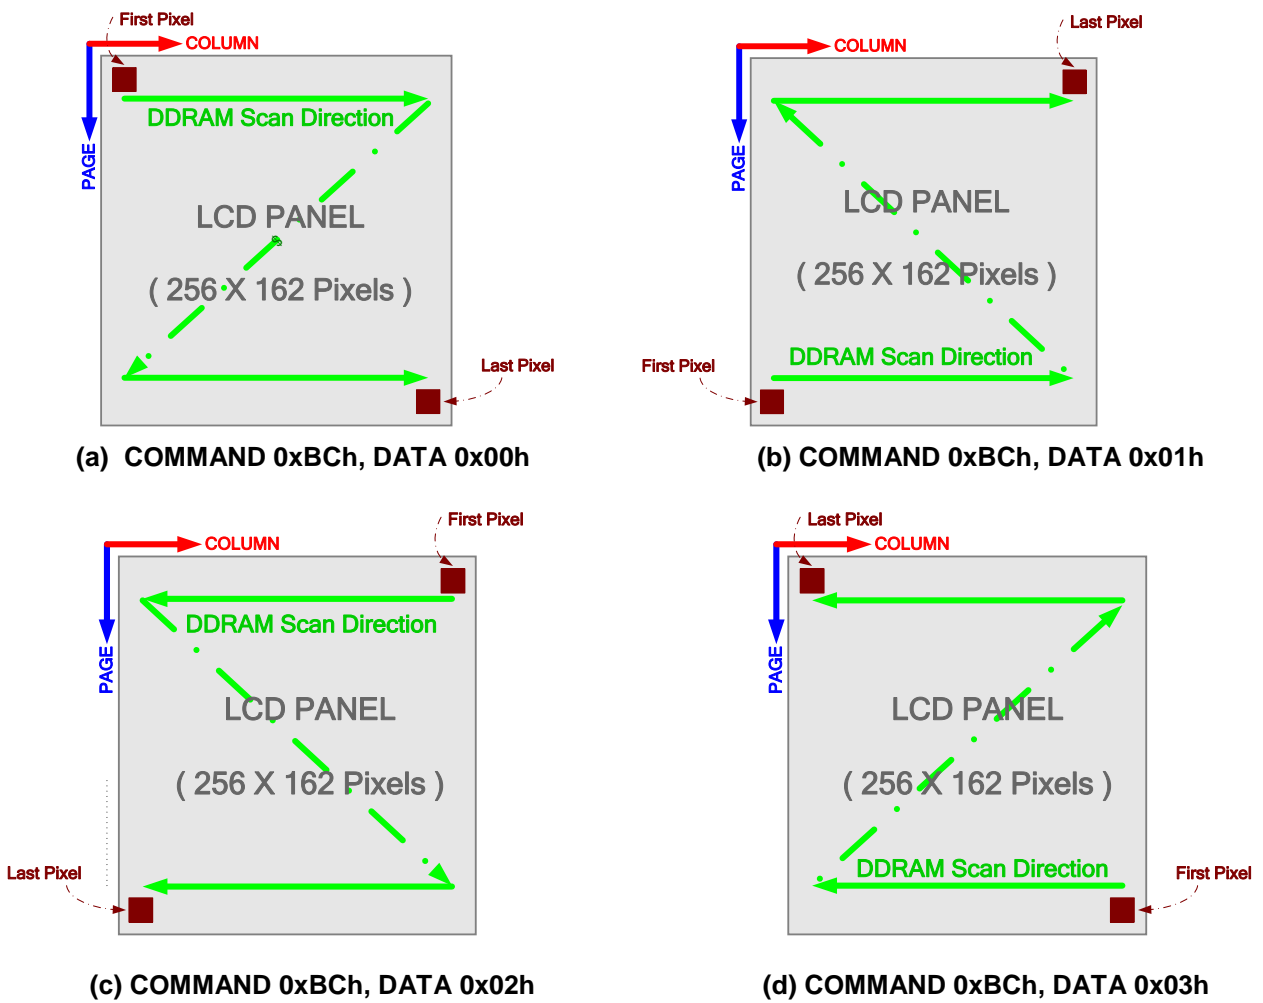 First Pixel
COLUMN
DDRAM Scan Direction
PAGE
LCD PANEL
( 256 X 162 Pixels )
Last Pixel
(a) COMMAND 0xBCh, DATA 0x00h
Last Pixel
COLUMN
PAGE
LCD PANEL
( 256 X 162 Pixels )
DDRAM Scan Direction
First Pixel
(b) COMMAND 0xBCh, DATA 0x01h
First Pixel
COLUMN
DDRAM Scan Direction
PAGE
LCD PANEL
( 256 X 162 Pixels )
Last Pixel
(c) COMMAND 0xBCh, DATA 0x02h
Last Pixel
COLUMN
PAGE
LCD PANEL
( 256 X 162 Pixels )
DDRAM Scan Direction
First Pixel
(d) COMMAND 0xBCh, DATA 0x03h